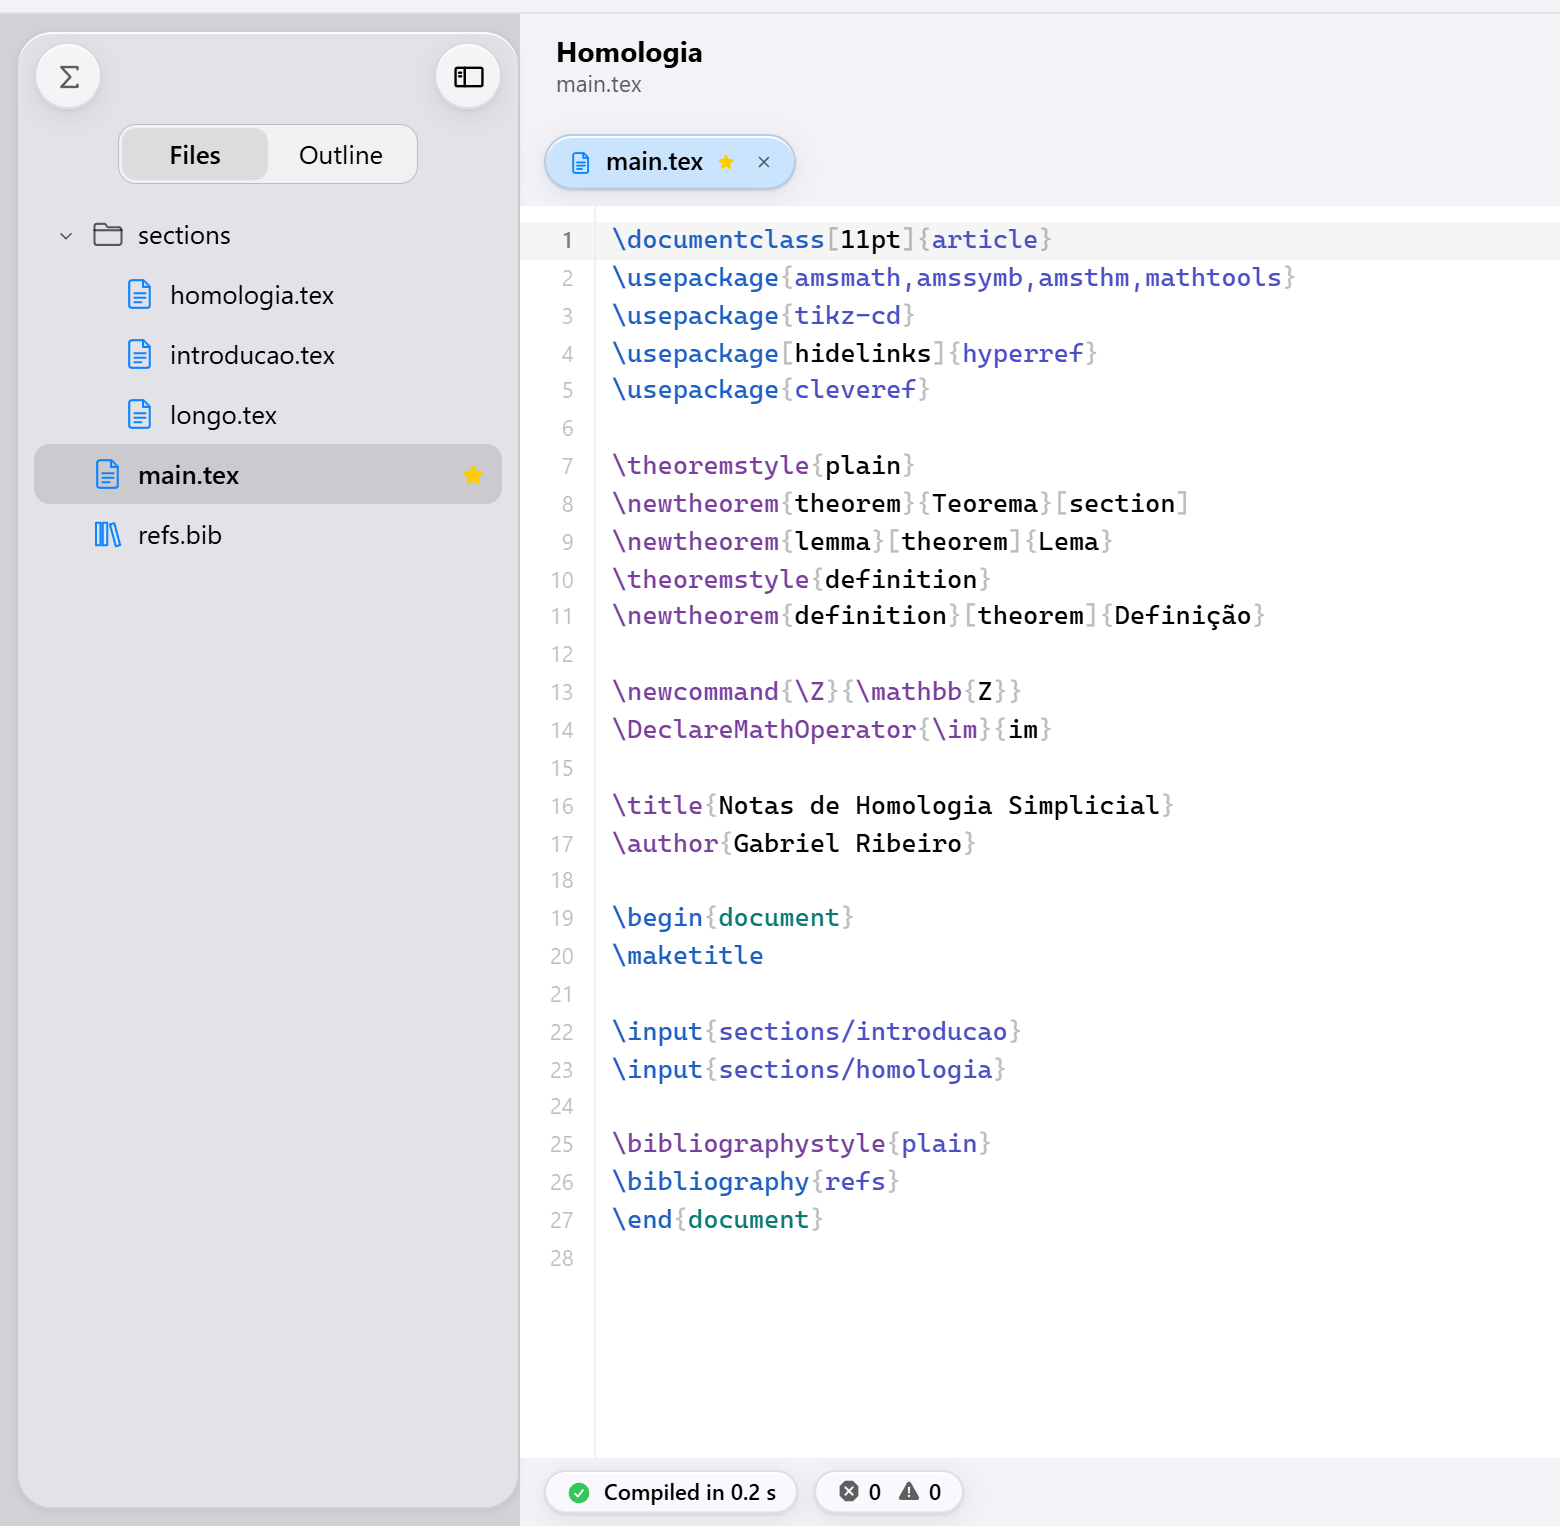 Σ
Files Outline
sections
homologia.tex
introducao.tex
longo.tex
main.tex
refs.bib
Homologia
main.tex
main.tex
1 \documentclass[11pt]{article}
2 \usepackage{amsmath,amssymb,amsthm,mathtools}
3 \usepackage{tikz-cd}
4 \usepackage[hidelinks]{hyperref}
5 \usepackage{cleveref}
6
7 \theoremstyle{plain}
8 \newtheorem{theorem}{Teorema}[section]
9 \newtheorem{lemma}[theorem]{Lema}
10 \theoremstyle{definition}
11 \newtheorem{definition}[theorem]{Definição}
12
13 \newcommand{\Z}{\mathbb{Z}}
14 \DeclareMathOperator{\im}{im}
15
16 \title{Notas de Homologia Simplicial}
17 \author{Gabriel Ribeiro}
18
19 \begin{document}
20 \maketitle
21
22 \input{sections/introducao}
23 \input{sections/homologia}
24
25 \bibliographystyle{plain}
26 \bibliography{refs}
27 \end{document}
28
Compiled in 0.2 s 0 0